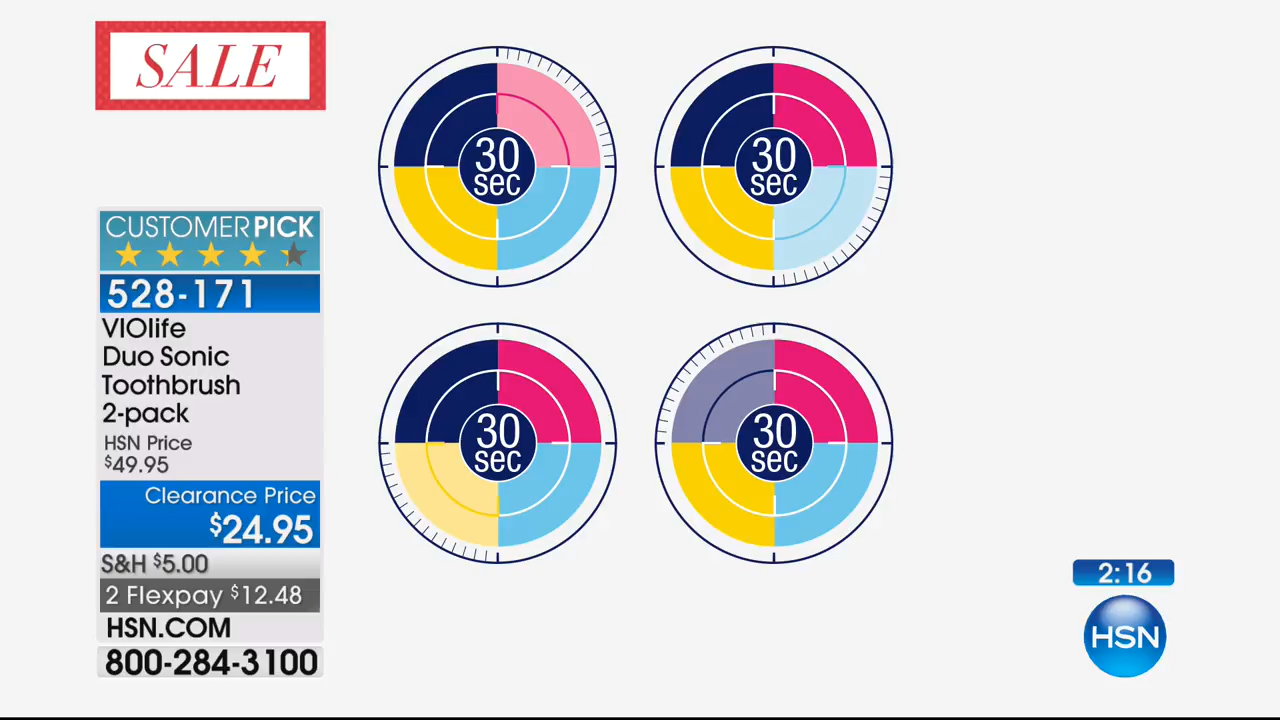 SALE
CUSTOMER PICK
528-171
VIOlife
Duo Sonic
Toothbrush
2-pack
HSN Price
$49.95
Clearance Price
$24.95
S&H $5.00
2 Flexpay $12.48
HSN.COM
800-284-3100
30
sec
30
sec
30
sec
30
sec
2:16
HSN